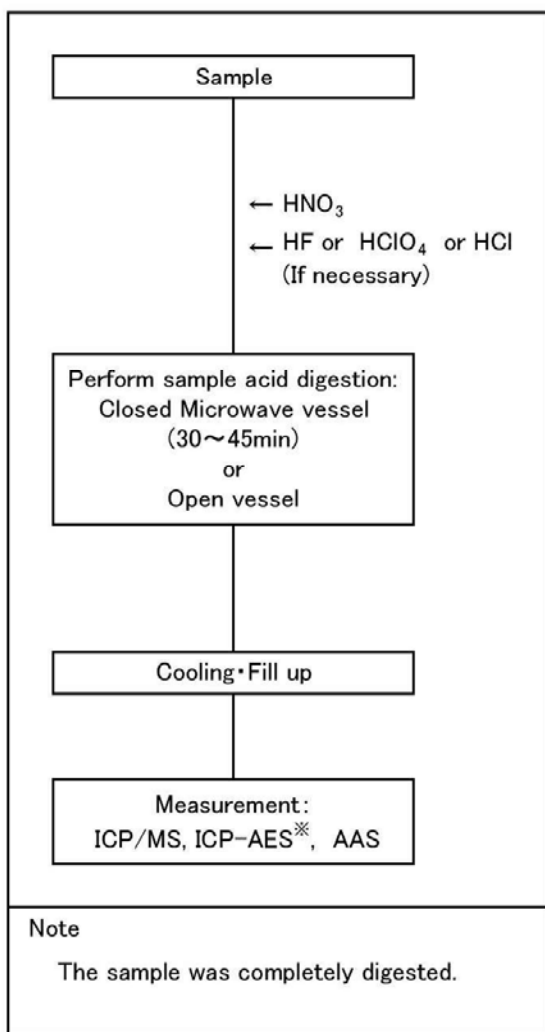 Sample
← HNO₃
← HF or HClO₄ or HCl
(If necessary)
Perform sample acid digestion:
Closed Microwave vessel
(30～45min)
or
Open vessel
Cooling・Fill up
Measurement:
ICP/MS, ICP-AES※, AAS
Note
The sample was completely digested.